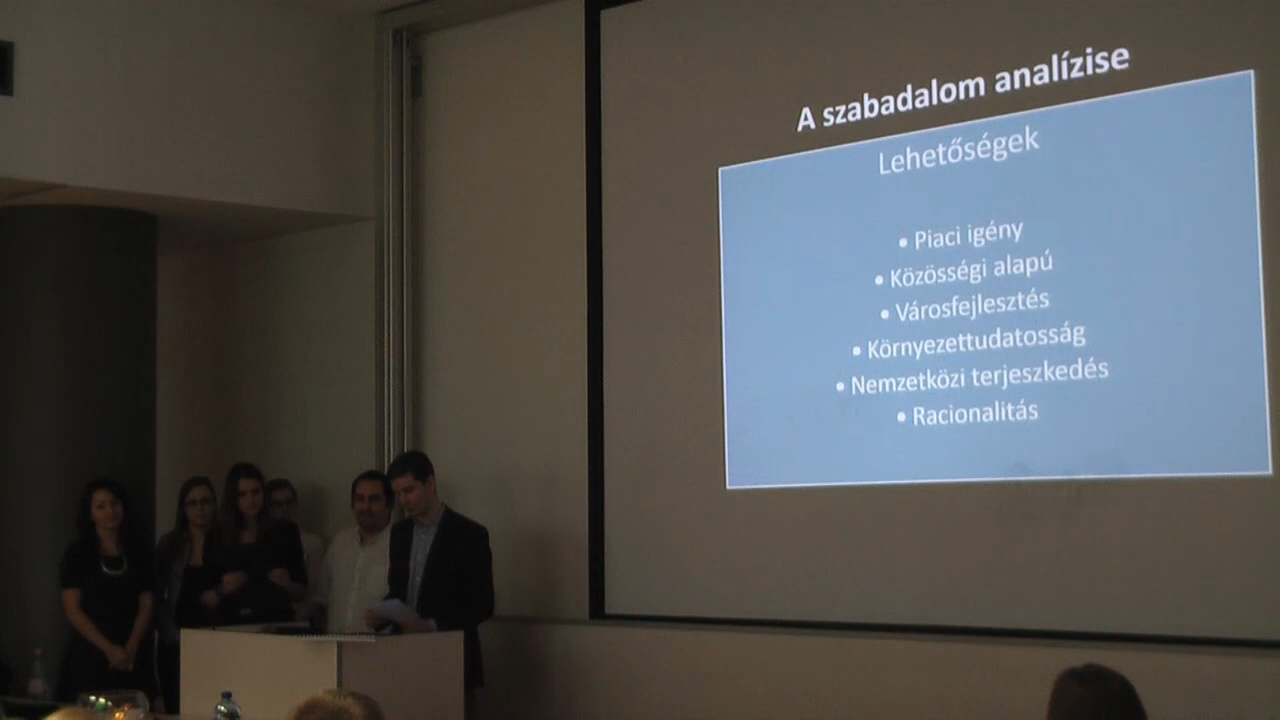 A szabadalom analízise
Lehetőségek
• Piaci igény
• Közösségi alapú
• Városfejlesztés
• Környezettudatosság
• Nemzetközi terjeszkedés
• Racionalitás